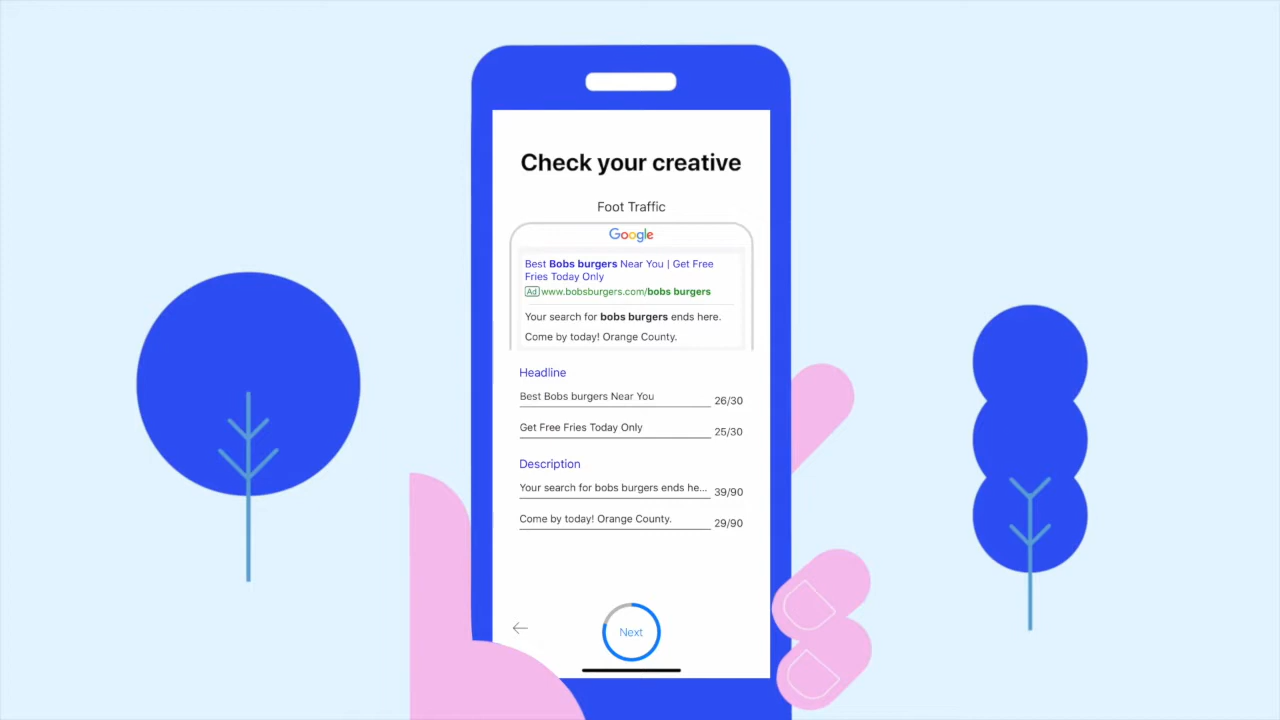 Check your creative
Foot Traffic
Google
Best Bobs burgers Near You | Get Free
Fries Today Only
Ad www.bobsburgers.com/bobs burgers
Your search for bobs burgers ends here.
Come by today! Orange County.
Headline
Best Bobs burgers Near You 26/30
Get Free Fries Today Only 25/30
Description
Your search for bobs burgers ends he... 39/90
Come by today! Orange County. 29/90
Next